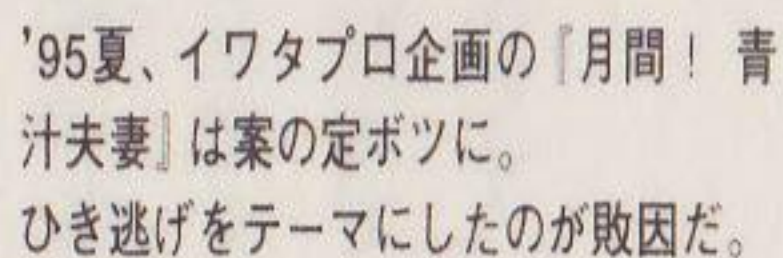 ’95夏、イワタプロ企画の『月間！ 青
汁夫妻』は案の定ボツに。
ひき逃げをテーマにしたのが敗因だ。